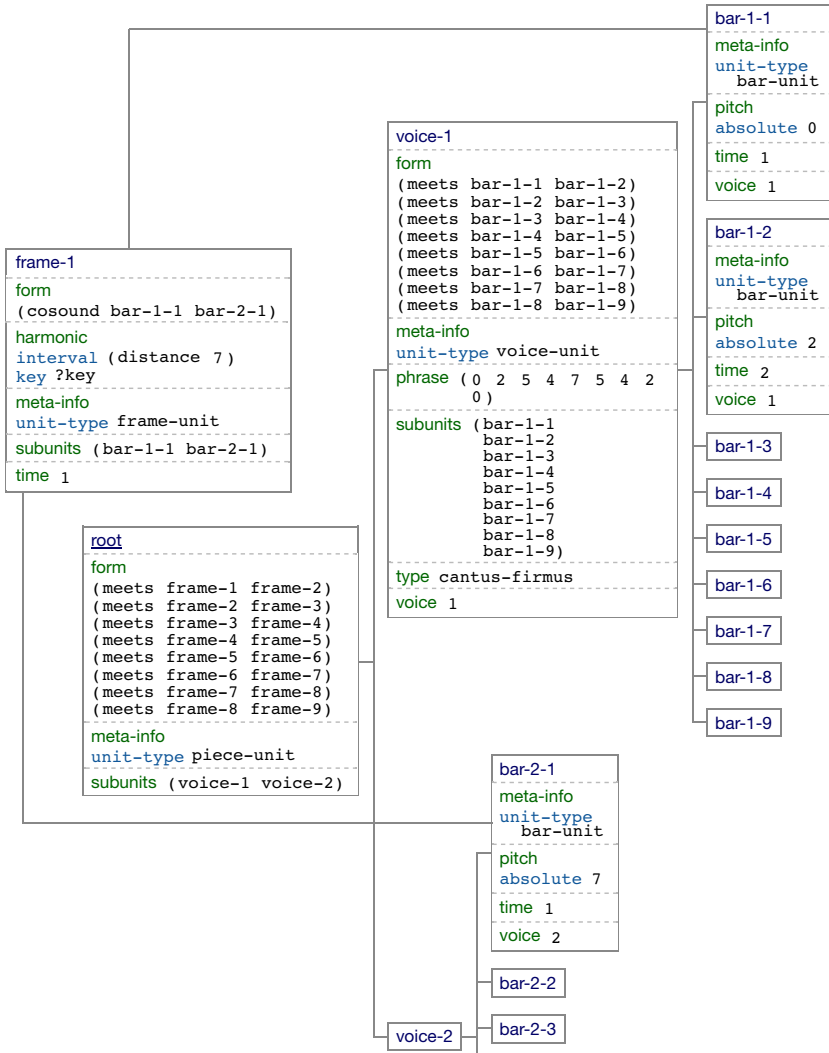 bar-1-1
meta-info
unit-type
bar-unit
pitch
absolute 0
time 1
voice 1
voice-1
form
(meets bar-1-1 bar-1-2)
(meets bar-1-2 bar-1-3)
(meets bar-1-3 bar-1-4)
(meets bar-1-4 bar-1-5)
(meets bar-1-5 bar-1-6)
(meets bar-1-6 bar-1-7)
(meets bar-1-7 bar-1-8)
(meets bar-1-8 bar-1-9)
meta-info
unit-type voice-unit
phrase (0 2 5 4 7 5 4 2
0)
subunits (bar-1-1
bar-1-2
bar-1-3
bar-1-4
bar-1-5
bar-1-6
bar-1-7
bar-1-8
bar-1-9)
type cantus-firmus
voice 1
bar-1-2
meta-info
unit-type
bar-unit
pitch
absolute 2
time 2
voice 1
bar-1-3
bar-1-4
bar-1-5
bar-1-6
bar-1-7
bar-1-8
bar-1-9
frame-1
form
(cosound bar-1-1 bar-2-1)
harmonic
interval (distance 7)
key ?key
meta-info
unit-type frame-unit
subunits (bar-1-1 bar-2-1)
time 1
root
form
(meets frame-1 frame-2)
(meets frame-2 frame-3)
(meets frame-3 frame-4)
(meets frame-4 frame-5)
(meets frame-5 frame-6)
(meets frame-6 frame-7)
(meets frame-7 frame-8)
(meets frame-8 frame-9)
meta-info
unit-type piece-unit
subunits (voice-1 voice-2)
bar-2-1
meta-info
unit-type
bar-unit
pitch
absolute 7
time 1
voice 2
bar-2-2
bar-2-3
voice-2